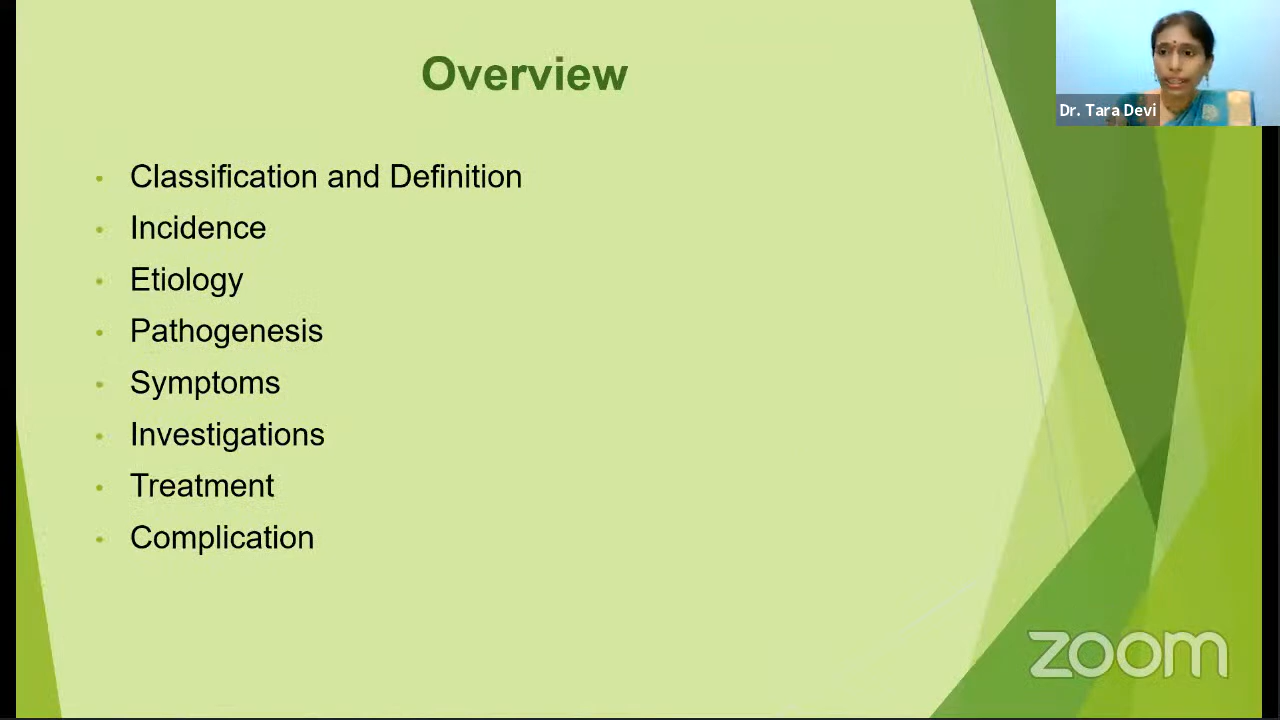 Overview
Dr. Tara Devi
• Classification and Definition
• Incidence
• Etiology
• Pathogenesis
• Symptoms
• Investigations
• Treatment
• Complication
zoom